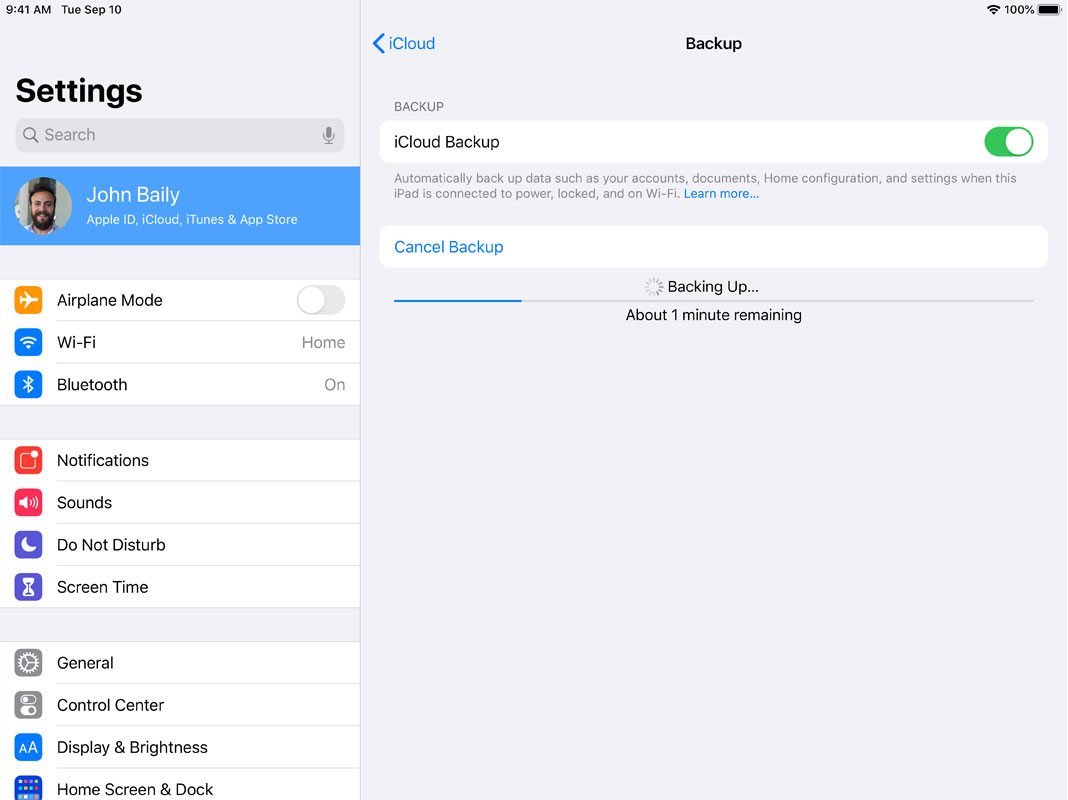 9:41 AM Tue Sep 10
100%
Settings
Search
John Baily
Apple ID, iCloud, iTunes & App Store
Airplane Mode
Wi-Fi Home
Bluetooth On
Notifications
Sounds
Do Not Disturb
Screen Time
General
Control Center
AA Display & Brightness
Home Screen & Dock
iCloud
Backup
BACKUP
iCloud Backup
Automatically back up data such as your accounts, documents, Home configuration, and settings when this
iPad is connected to power, locked, and on Wi-Fi. Learn more...
Cancel Backup
Backing Up...
About 1 minute remaining